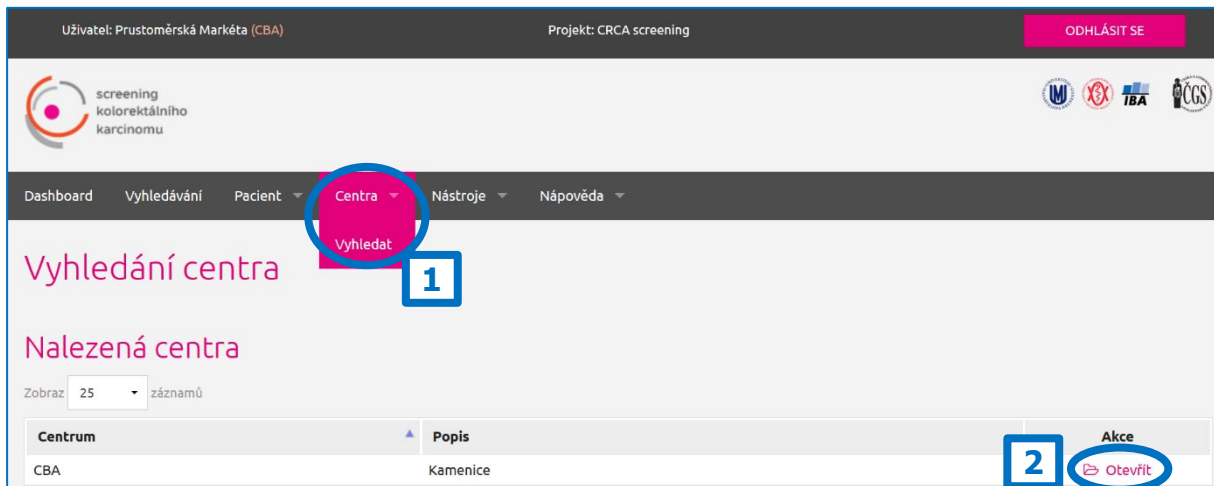 Uživatel: Prustoměrská Markéta (CBA) Projekt: CRCA screening ODHLÁSIT SE
screening
kolorektálního
karcinomu
IBA ČGS
Dashboard Vyhledávání Pacient Centra Nástroje Nápověda
Vyhledat
1
Vyhledání centra
Nalezená centra
Zobraz 25 záznamů
Centrum Popis Akce
CBA Kamenice 2 Otevřít